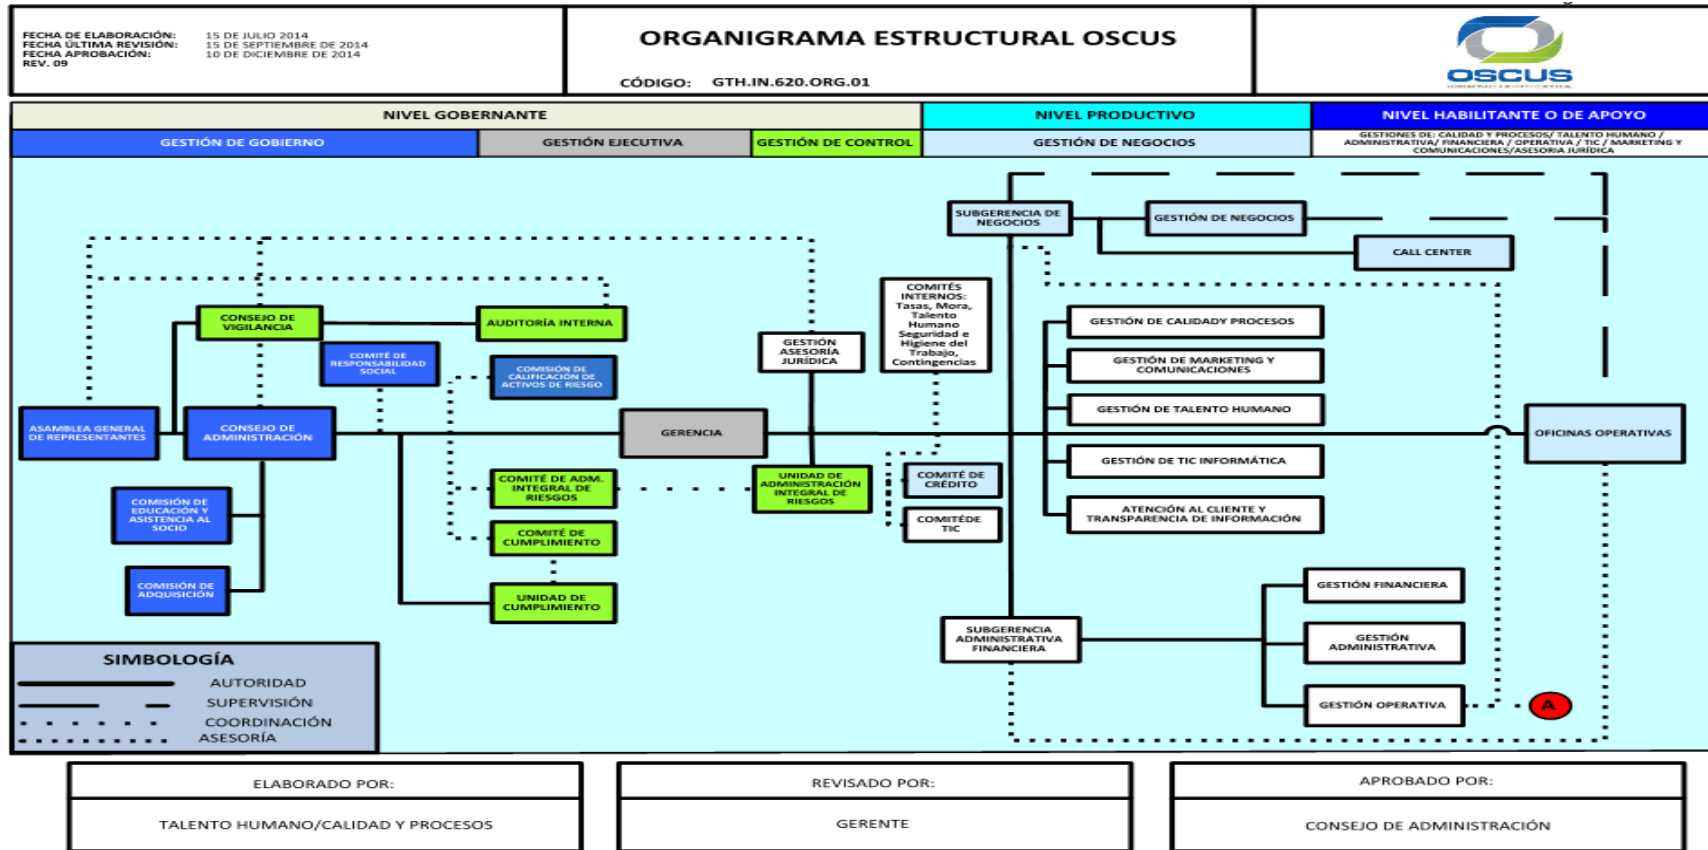 FECHA DE ELABORACIÓN: 15 DE JULIO 2014
FECHA ÚLTIMA REVISIÓN: 15 DE SEPTIEMBRE DE 2014
FECHA APROBACIÓN: 10 DE DICIEMBRE DE 2014
REV. 09
ORGANIGRAMA ESTRUCTURAL OSCUS
CÓDIGO: GTH.IN.620.ORG.01
OSCUS
NIVEL GOBERNANTE
NIVEL PRODUCTIVO
NIVEL HABILITANTE O DE APOYO
GESTIÓN DE GOBIERNO
GESTIÓN EJECUTIVA
GESTIÓN DE CONTROL
GESTIÓN DE NEGOCIOS
GESTIONES DE: CALIDAD Y PROCESOS/ TALENTO HUMANO /
ADMINISTRATIVA/ FINANCIERA / OPERATIVA / TIC / MARKETING Y
COMUNICACIONES/ASESORIA JURÍDICA
SUBGERENCIA DE
NEGOCIOS
GESTIÓN DE NEGOCIOS
CALL CENTER
COMITÉS
INTERNOS:
Tasas, Mora,
Talento
Humano
Seguridad e
Higiene del
Trabajo,
Contingencias
CONSEJO DE
VIGILANCIA
AUDITORÍA INTERNA
GESTIÓN
ASESORÍA
JURÍDICA
GESTIÓN DE CALIDADY PROCESOS
COMITÉ DE
RESPONSABILIDAD
SOCIAL
COMISIÓN DE
CALIFICACIÓN DE
ACTIVOS DE RIESGO
GESTIÓN DE MARKETING Y
COMUNICACIONES
GESTIÓN DE TALENTO HUMANO
ASAMBLEA GENERAL
DE REPRESENTANTES
CONSEJO DE
ADMINISTRACIÓN
GERENCIA
OFICINAS OPERATIVAS
GESTIÓN DE TIC INFORMÁTICA
COMITÉ DE ADM.
INTEGRAL DE
RIESGOS
UNIDAD DE
ADMINISTRACIÓN
INTEGRAL DE
RIESGOS
COMITÉ DE
CRÉDITO
COMITÉDE
TIC
COMISIÓN DE
EDUCACIÓN Y
ASISTENCIA AL
SOCIO
ATENCIÓN AL CLIENTE Y
TRANSPARENCIA DE INFORMACIÓN
COMITÉ DE
CUMPLIMIENTO
COMISIÓN DE
ADQUISICIÓN
UNIDAD DE
CUMPLIMIENTO
GESTIÓN FINANCIERA
SUBGERENCIA
ADMINISTRATIVA
FINANCIERA
GESTIÓN
ADMINISTRATIVA
GESTIÓN OPERATIVA
A
SIMBOLOGÍA
AUTORIDAD
SUPERVISIÓN
COORDINACIÓN
ASESORÍA
ELABORADO POR:
TALENTO HUMANO/CALIDAD Y PROCESOS
REVISADO POR:
GERENTE
APROBADO POR:
CONSEJO DE ADMINISTRACIÓN